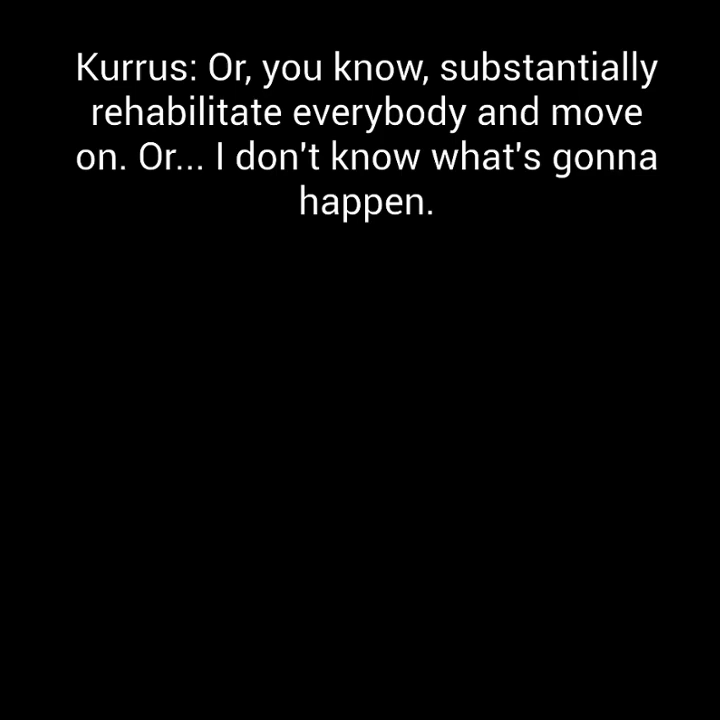 Kurrus: Or, you know, substantially
rehabilitate everybody and move
on. Or... I don't know what's gonna
happen.